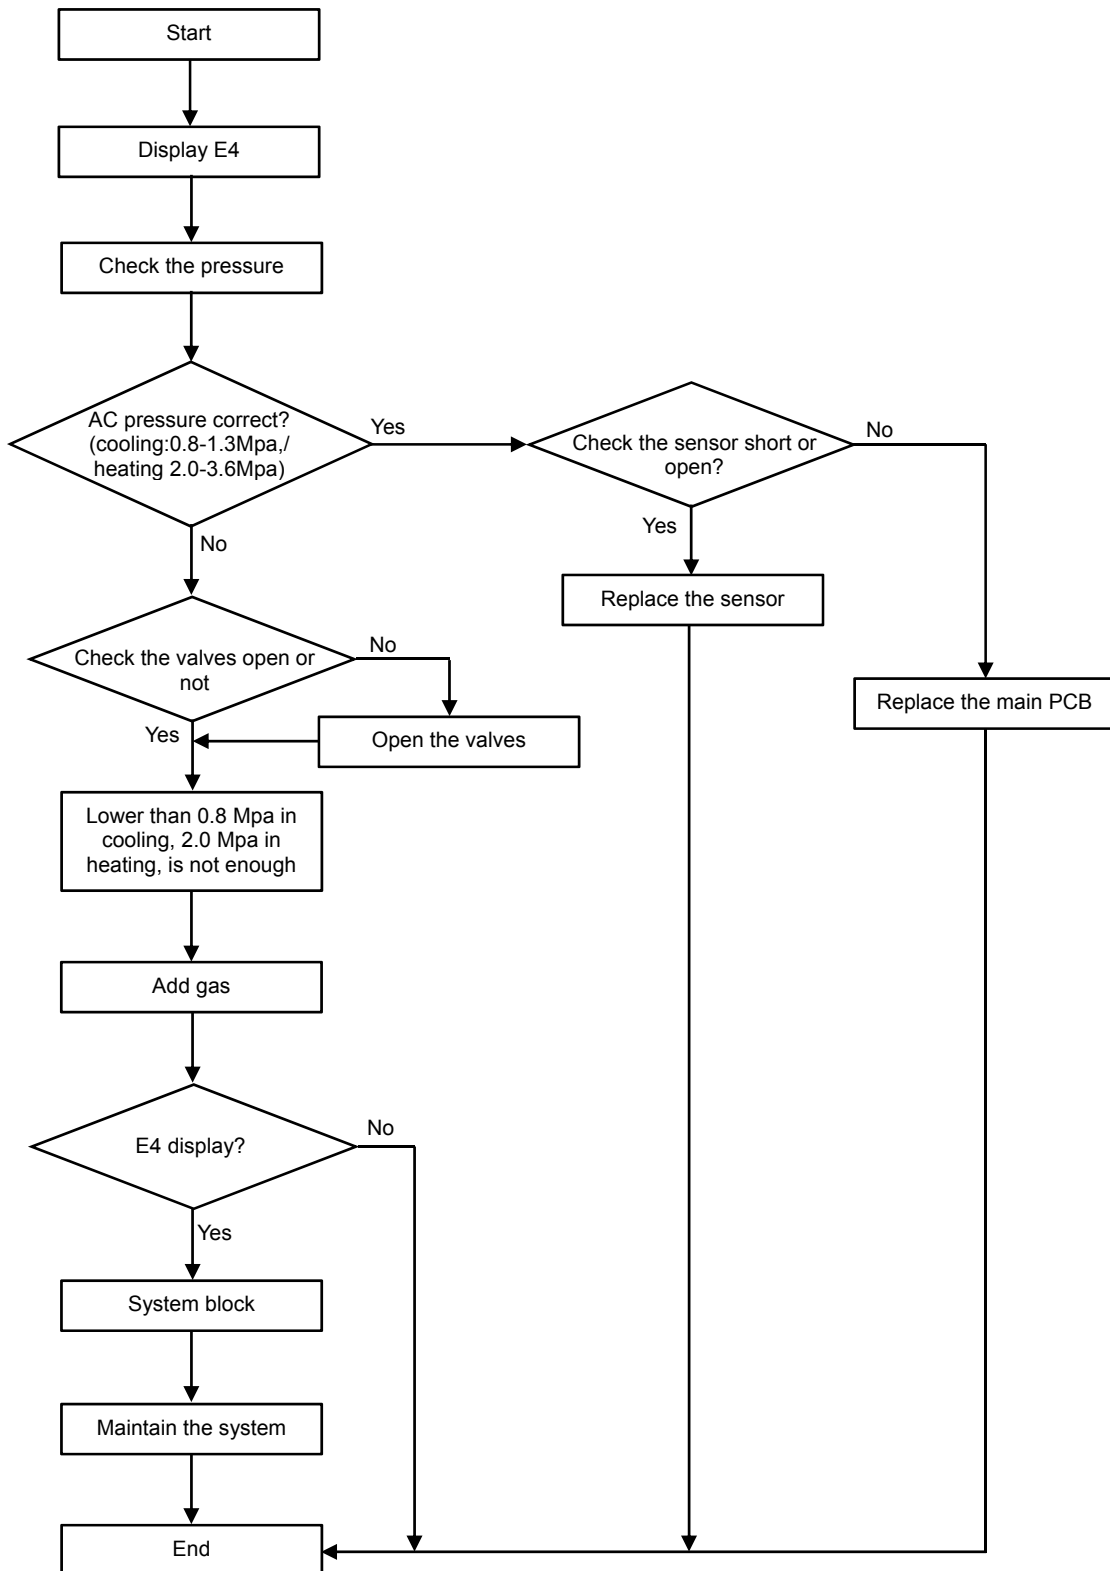 Start
Display E4
Check the pressure
AC pressure correct?
(cooling:0.8-1.3Mpa,/
heating 2.0-3.6Mpa)
Yes
Check the sensor short or
open?
No
No
Yes
Replace the sensor
Check the valves open or
not
No
Replace the main PCB
Yes
Open the valves
Lower than 0.8 Mpa in
cooling, 2.0 Mpa in
heating, is not enough
Add gas
E4 display?
No
Yes
System block
Maintain the system
End